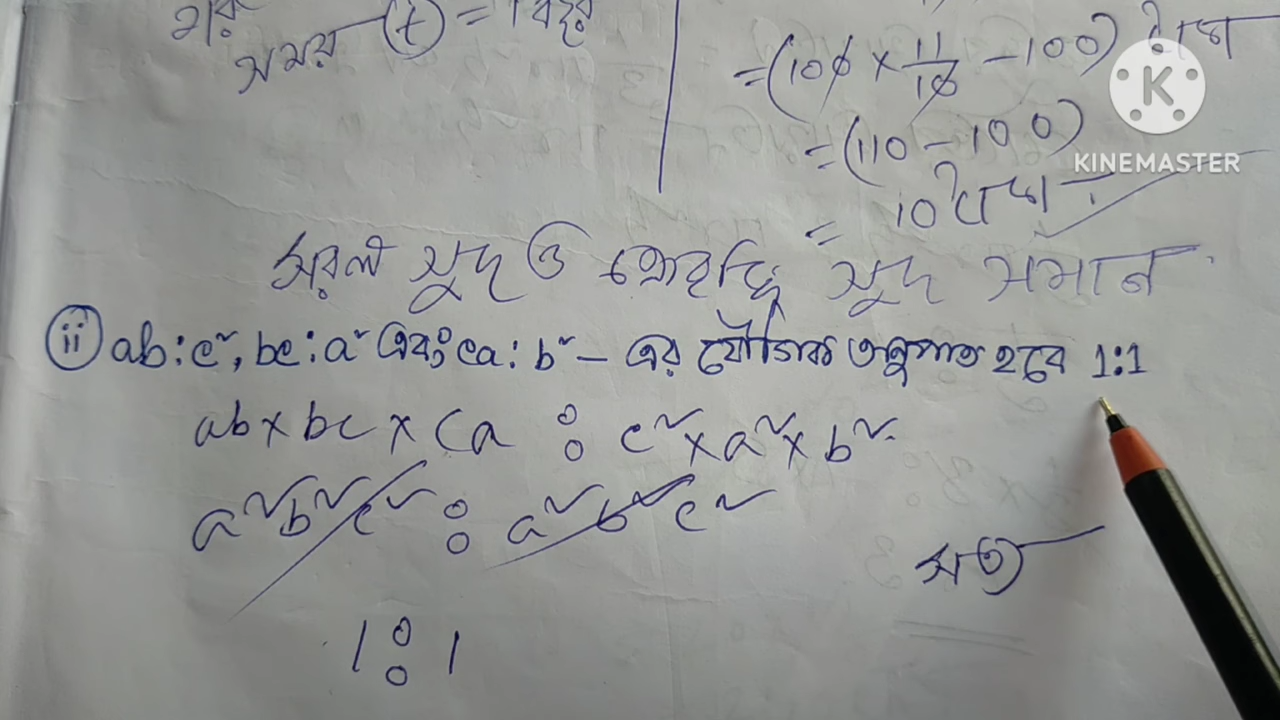 সময় (t) = 1 বছর
=(100 × 11/10 - 100) টাকা
=(110 - 100)
= 10 টাকা
KINEMASTER
সরল সুদ ও চক্রবৃদ্ধি সুদ সমান
ii ab:c², bc:a² এবং ca:b² – এর যৌগিক অনুপাত হবে 1:1
ab × bc × ca : c² × a² × b²
a²b²c² : a²b²c²
সত্য
1 : 1